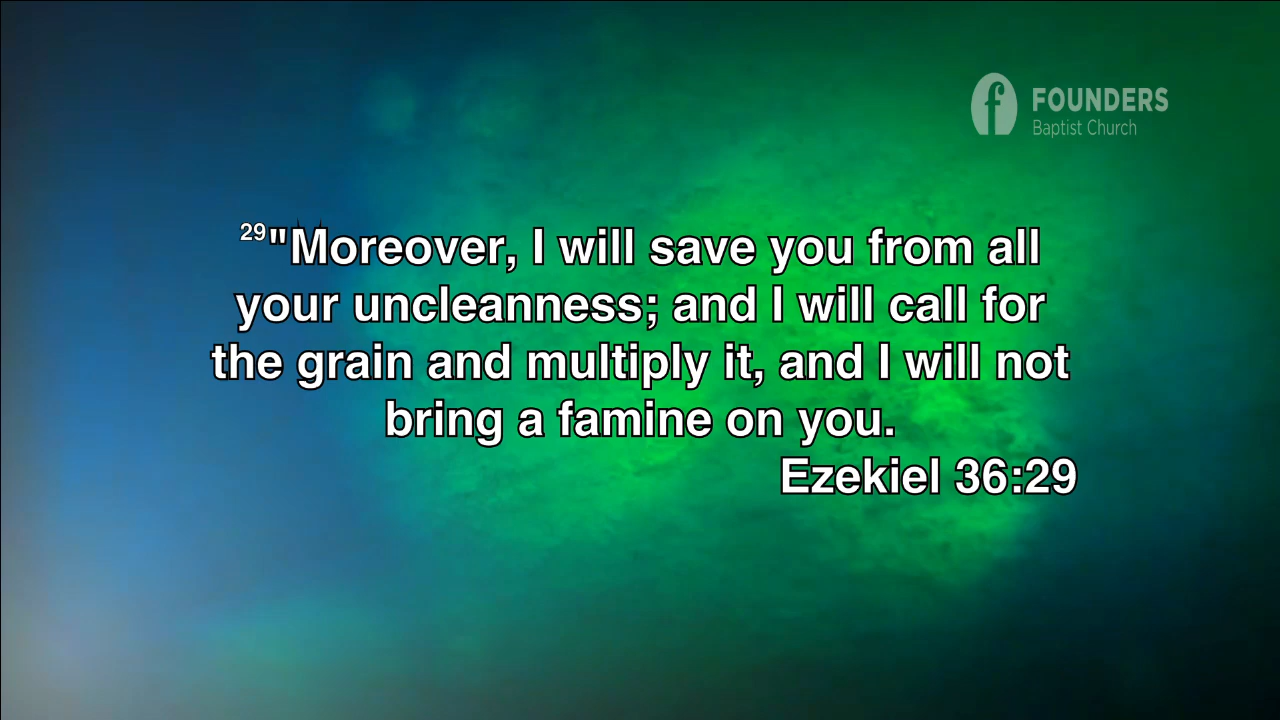 FOUNDERS
Baptist Church
29"Moreover, I will save you from all
your uncleanness; and I will call for
the grain and multiply it, and I will not
bring a famine on you.
Ezekiel 36:29